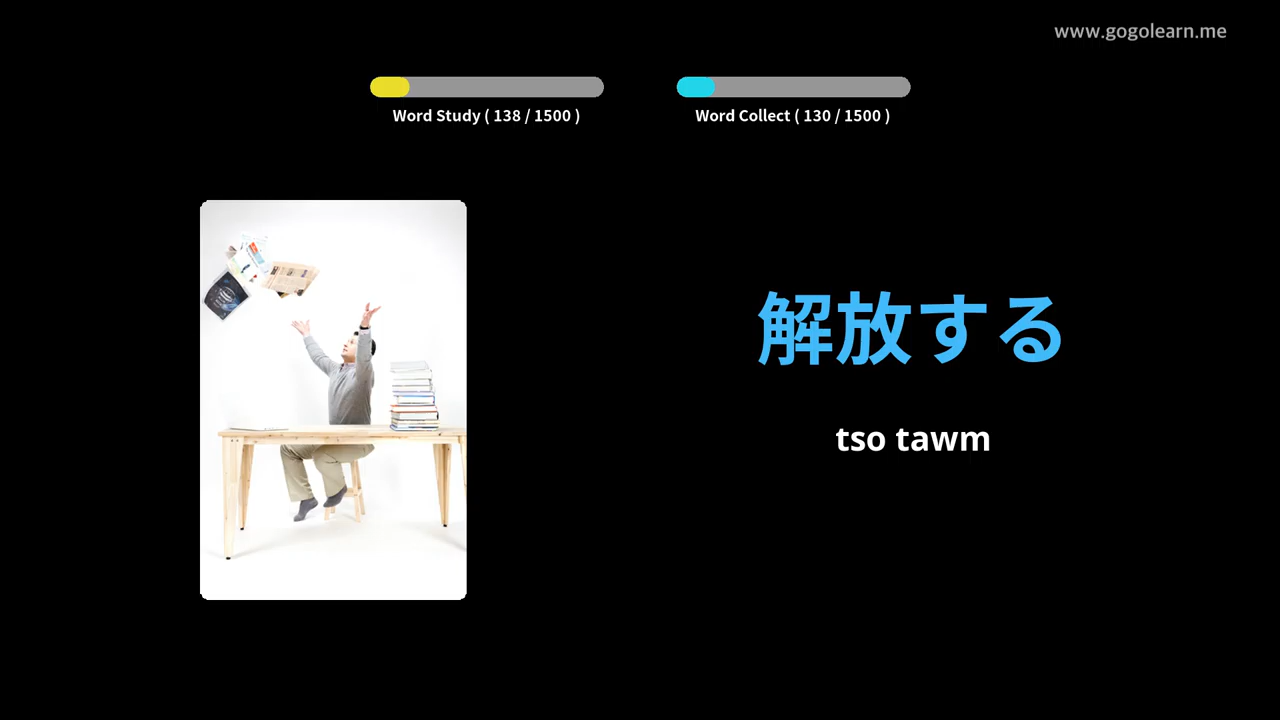 www.gogolearn.me
Word Study ( 138 / 1500 )
Word Collect ( 130 / 1500 )
解放する
tso tawm